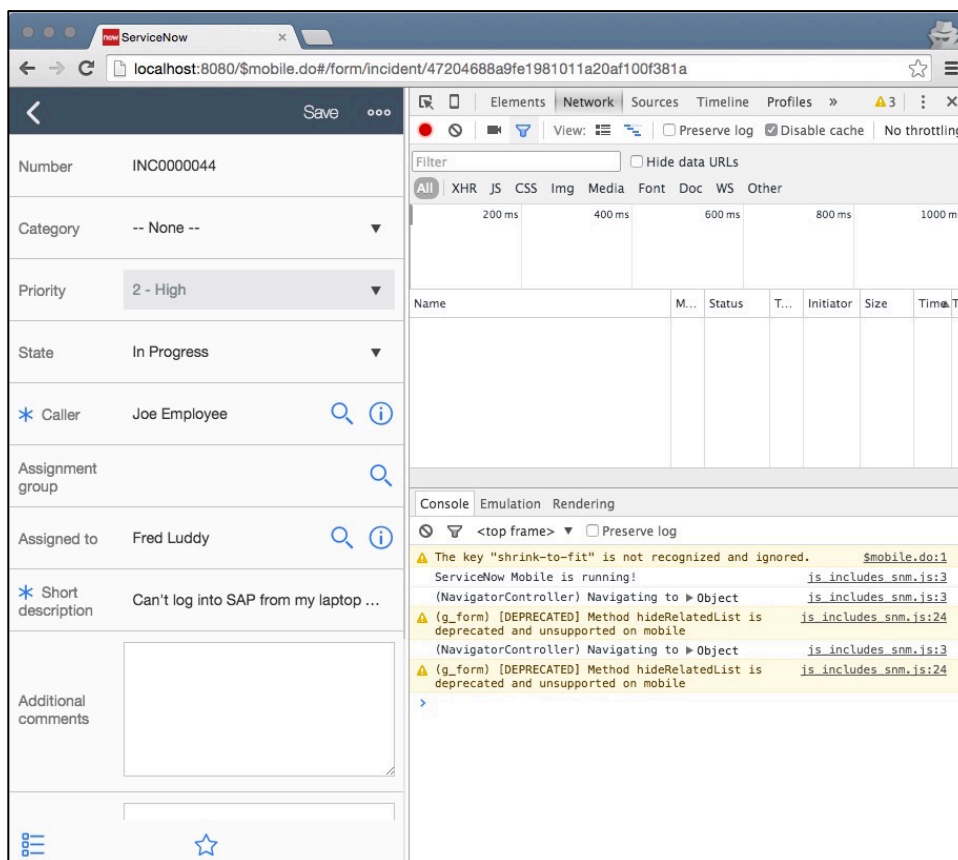 now ServiceNow
localhost:8080/$mobile.do#/form/incident/47204688a9fe1981011a20af100f381a
Save
Number INC0000044
Category -- None --
Priority 2 - High
State In Progress
Caller Joe Employee
Assignment
group
Assigned to Fred Luddy
Short
description Can't log into SAP from my laptop ...
Additional
comments
Elements Network Sources Timeline Profiles » 3
View: Preserve log Disable cache No throttling
Filter Hide data URLs
All XHR JS CSS Img Media Font Doc WS Other
200 ms 400 ms 600 ms 800 ms 1000 m
Name M... Status T... Initiator Size Time T
Console Emulation Rendering
<top frame> ▼ Preserve log
The key "shrink-to-fit" is not recognized and ignored. $mobile.do:1
ServiceNow Mobile is running! js_includes_snm.js:3
(NavigatorController) Navigating to ▶ Object js_includes_snm.js:3
(g_form) [DEPRECATED] Method hideRelatedList is js_includes_snm.js:24
deprecated and unsupported on mobile
(NavigatorController) Navigating to ▶ Object js_includes_snm.js:3
(g_form) [DEPRECATED] Method hideRelatedList is js_includes_snm.js:24
deprecated and unsupported on mobile
>